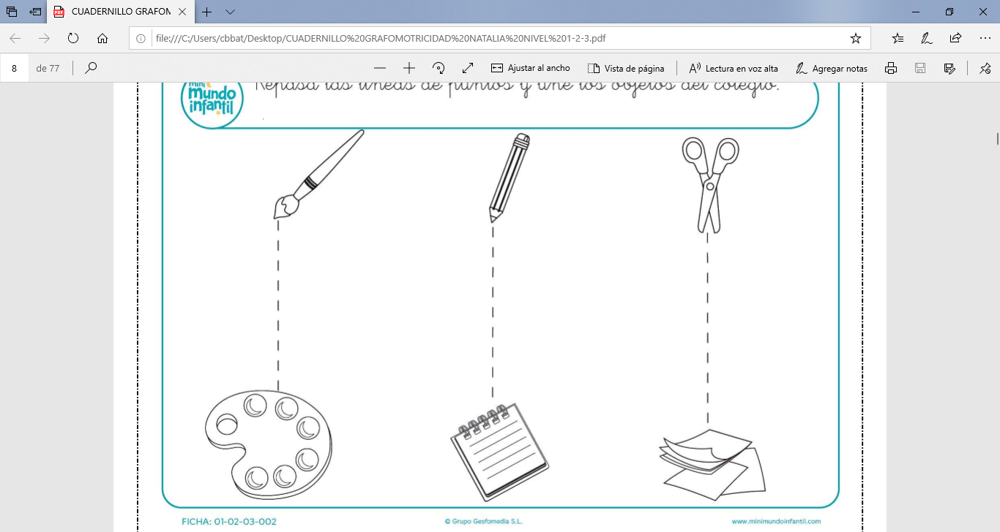 CUADERNILLO GRAFOM
file:///C:/Users/cbbat/Desktop/CUADERNILLO%20GRAFOMOTRICIDAD%20NATALIA%20NIVEL%201-2-3.pdf
8 de 77 Ajustar al ancho Vista de página Lectura en voz alta Agregar notas
mini mundo infantil
Repasa las líneas de puntos y une los objetos del colegio.
FICHA: 01-02-03-002 © Grupo Gesfomedia S.L. www.minimundoinfantil.com